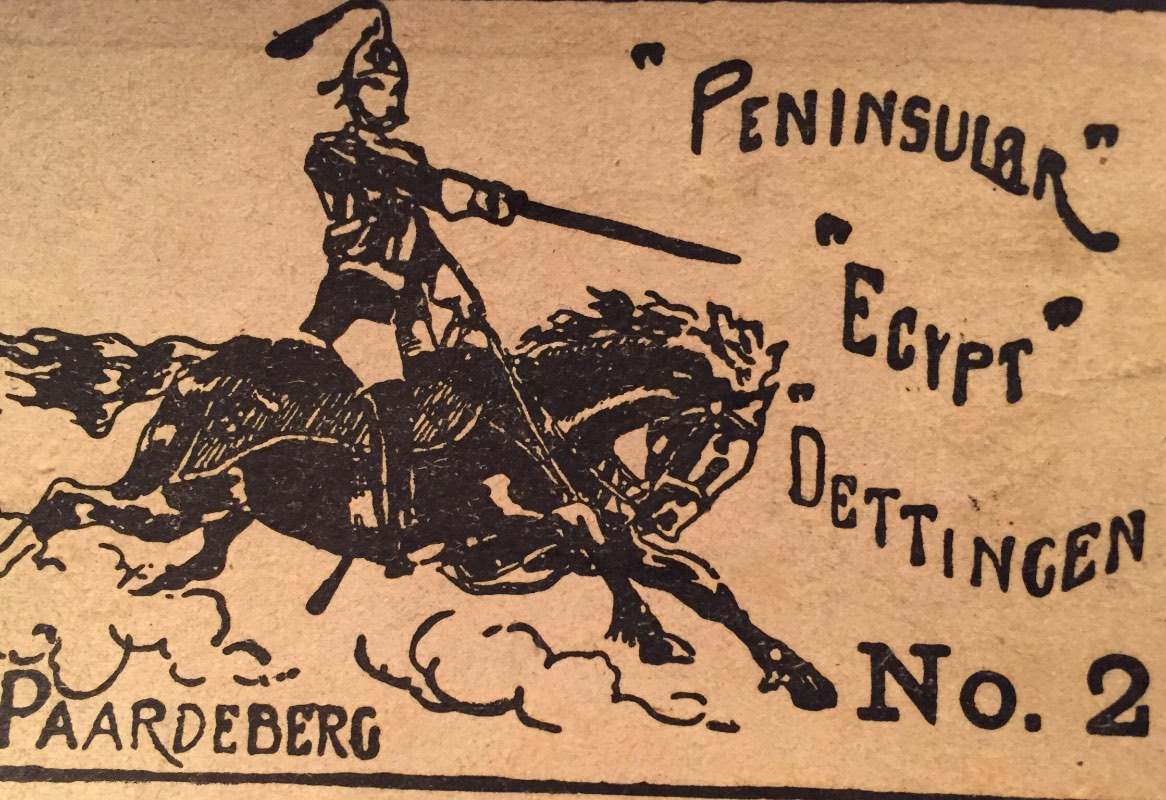 "PENINSULAR"
"EGYPT"
"DETTINGEN
No. 2
PAARDEBERG